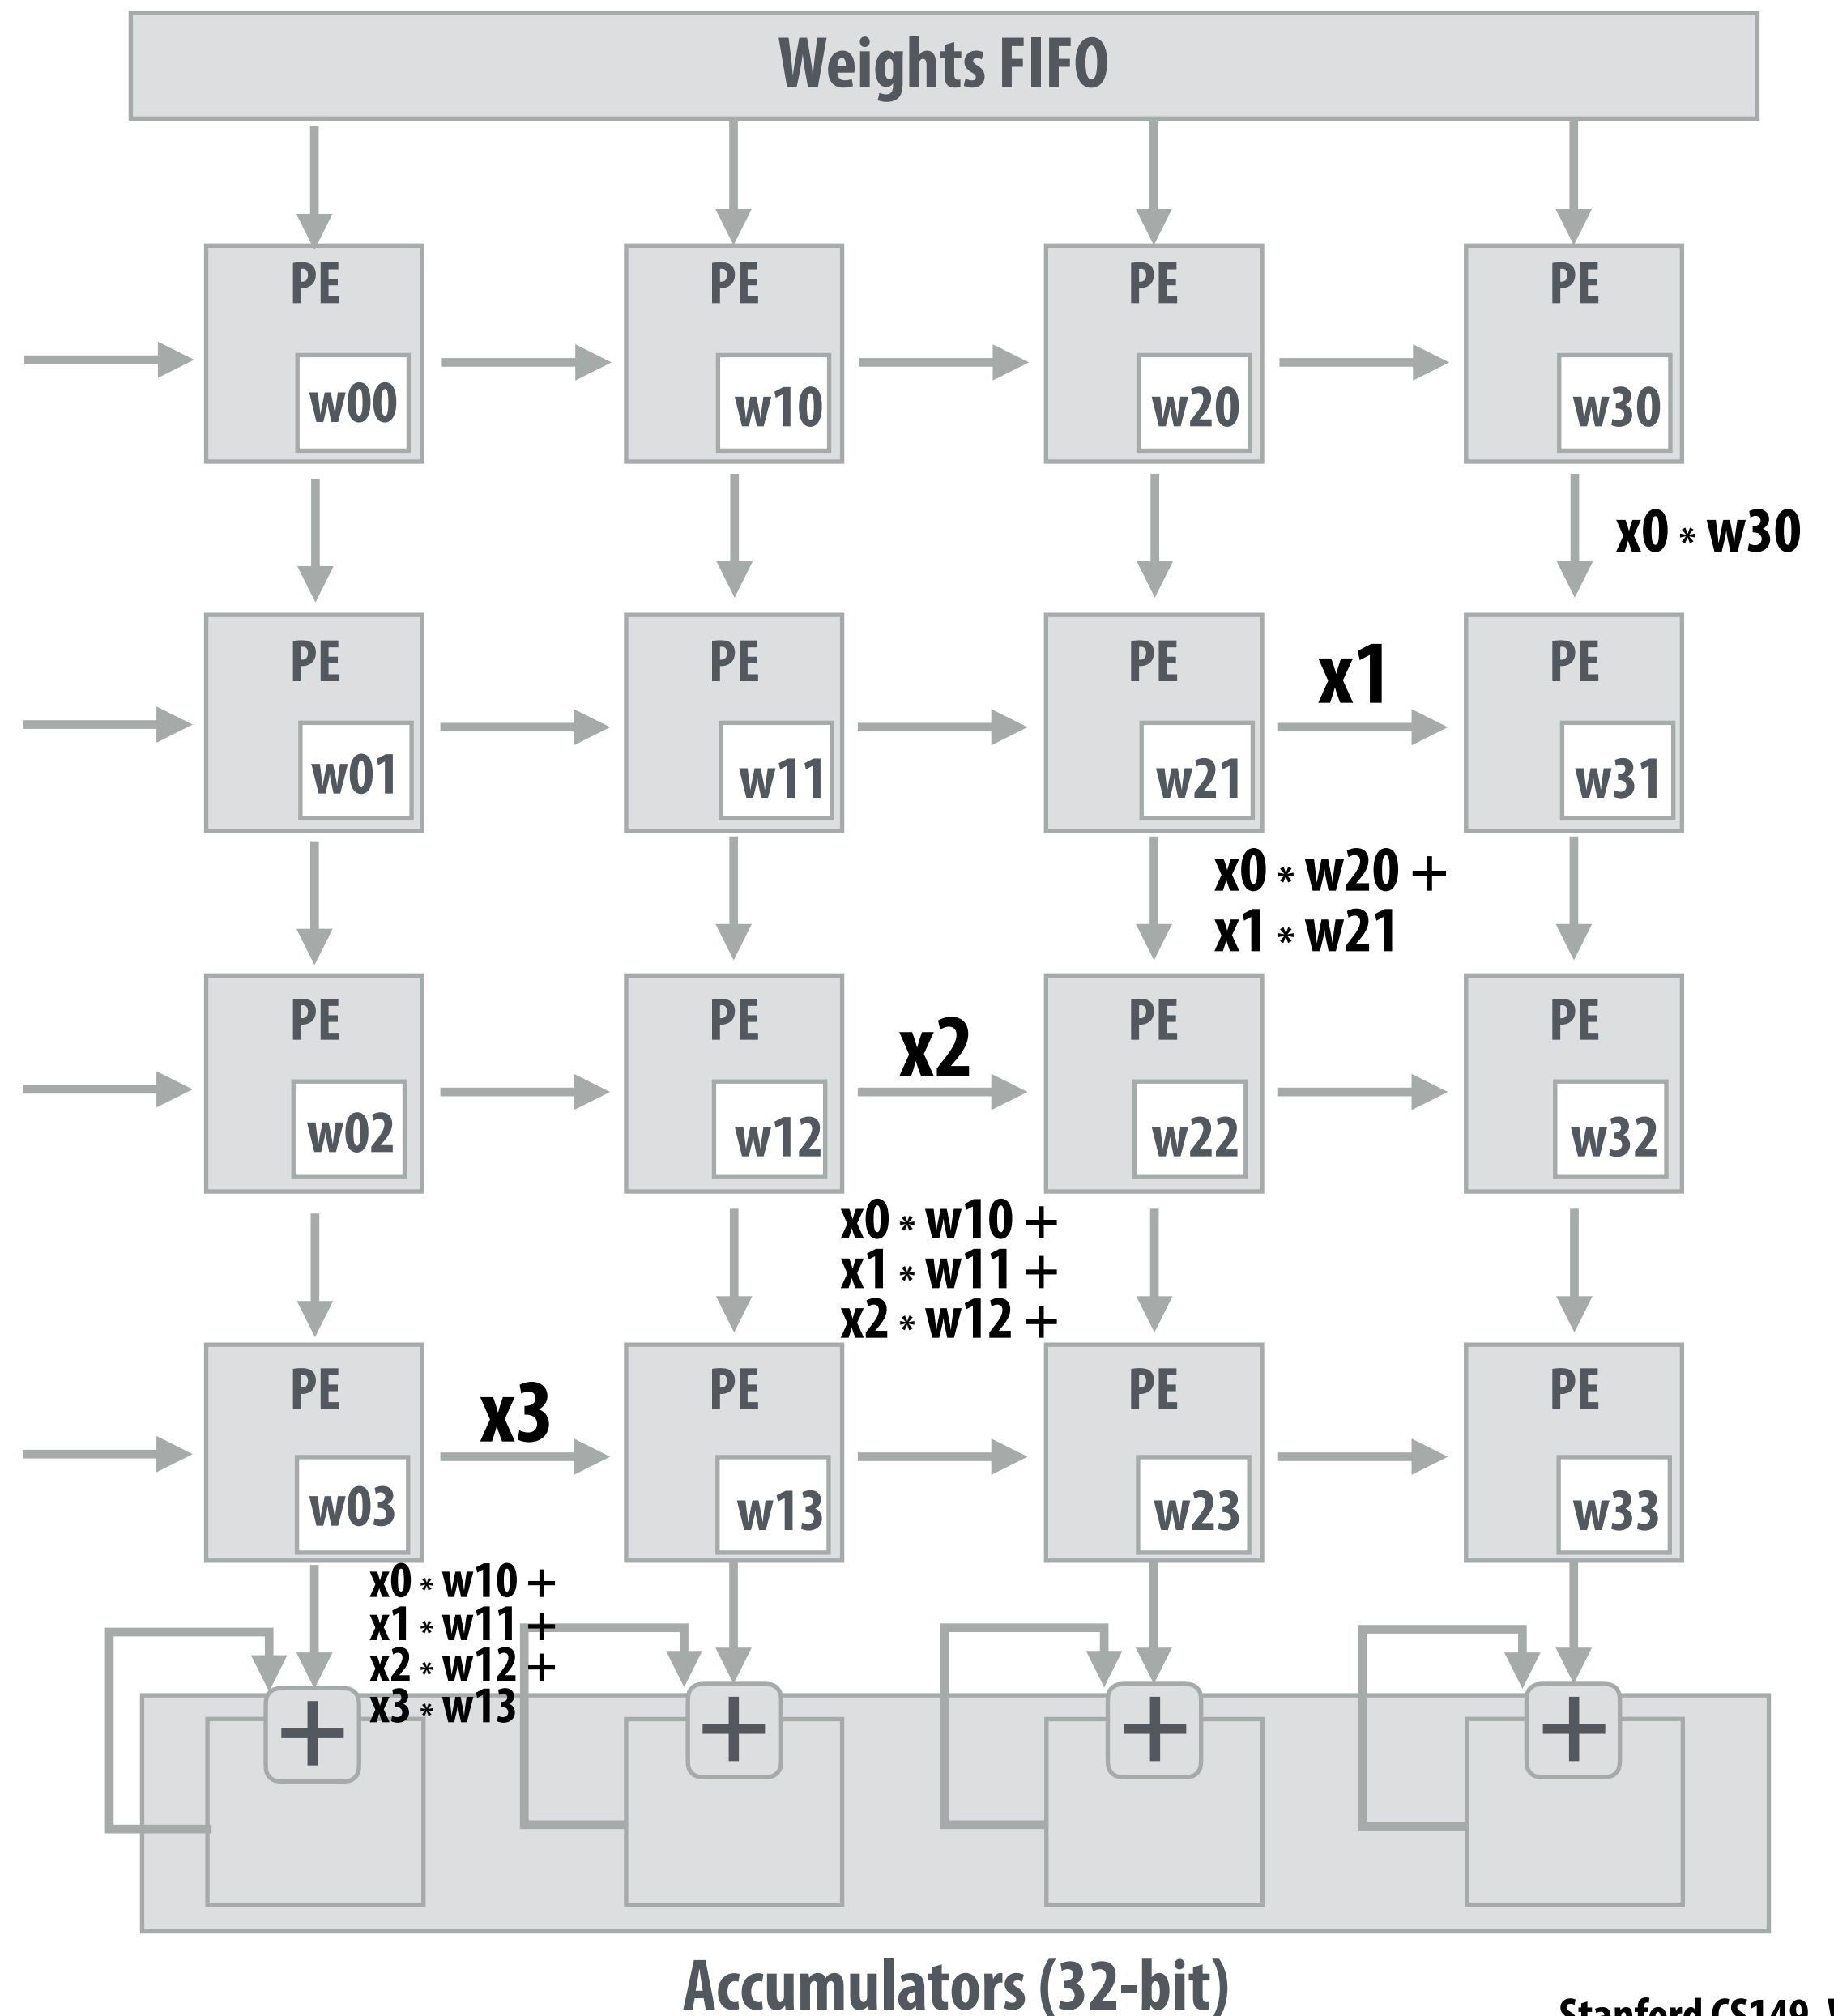 Weights FIFO
PE
PE
PE
PE
w00
w10
w20
w30
x0 * w30
PE
PE
PE
x1
PE
w01
w11
w21
w31
x0 * w20 +
x1 * w21
PE
PE
x2
PE
PE
w02
w12
w22
w32
x0 * w10 +
x1 * w11 +
x2 * w12 +
PE
x3
PE
PE
PE
w03
w13
w23
w33
x0 * w10 +
x1 * w11 +
x2 * w12 +
x3 * w13
+
+
+
+
Accumulators (32-bit)
Stanford CS149,